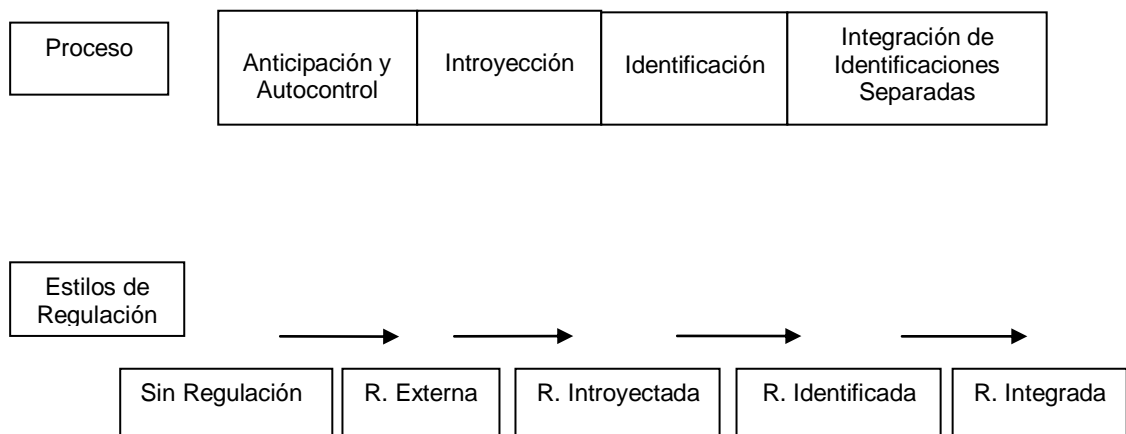 Proceso
Anticipación y
Autocontrol
Introyección
Identificación
Integración de
Identificaciones
Separadas
Estilos de
Regulación
Sin Regulación
R. Externa
R. Introyectada
R. Identificada
R. Integrada